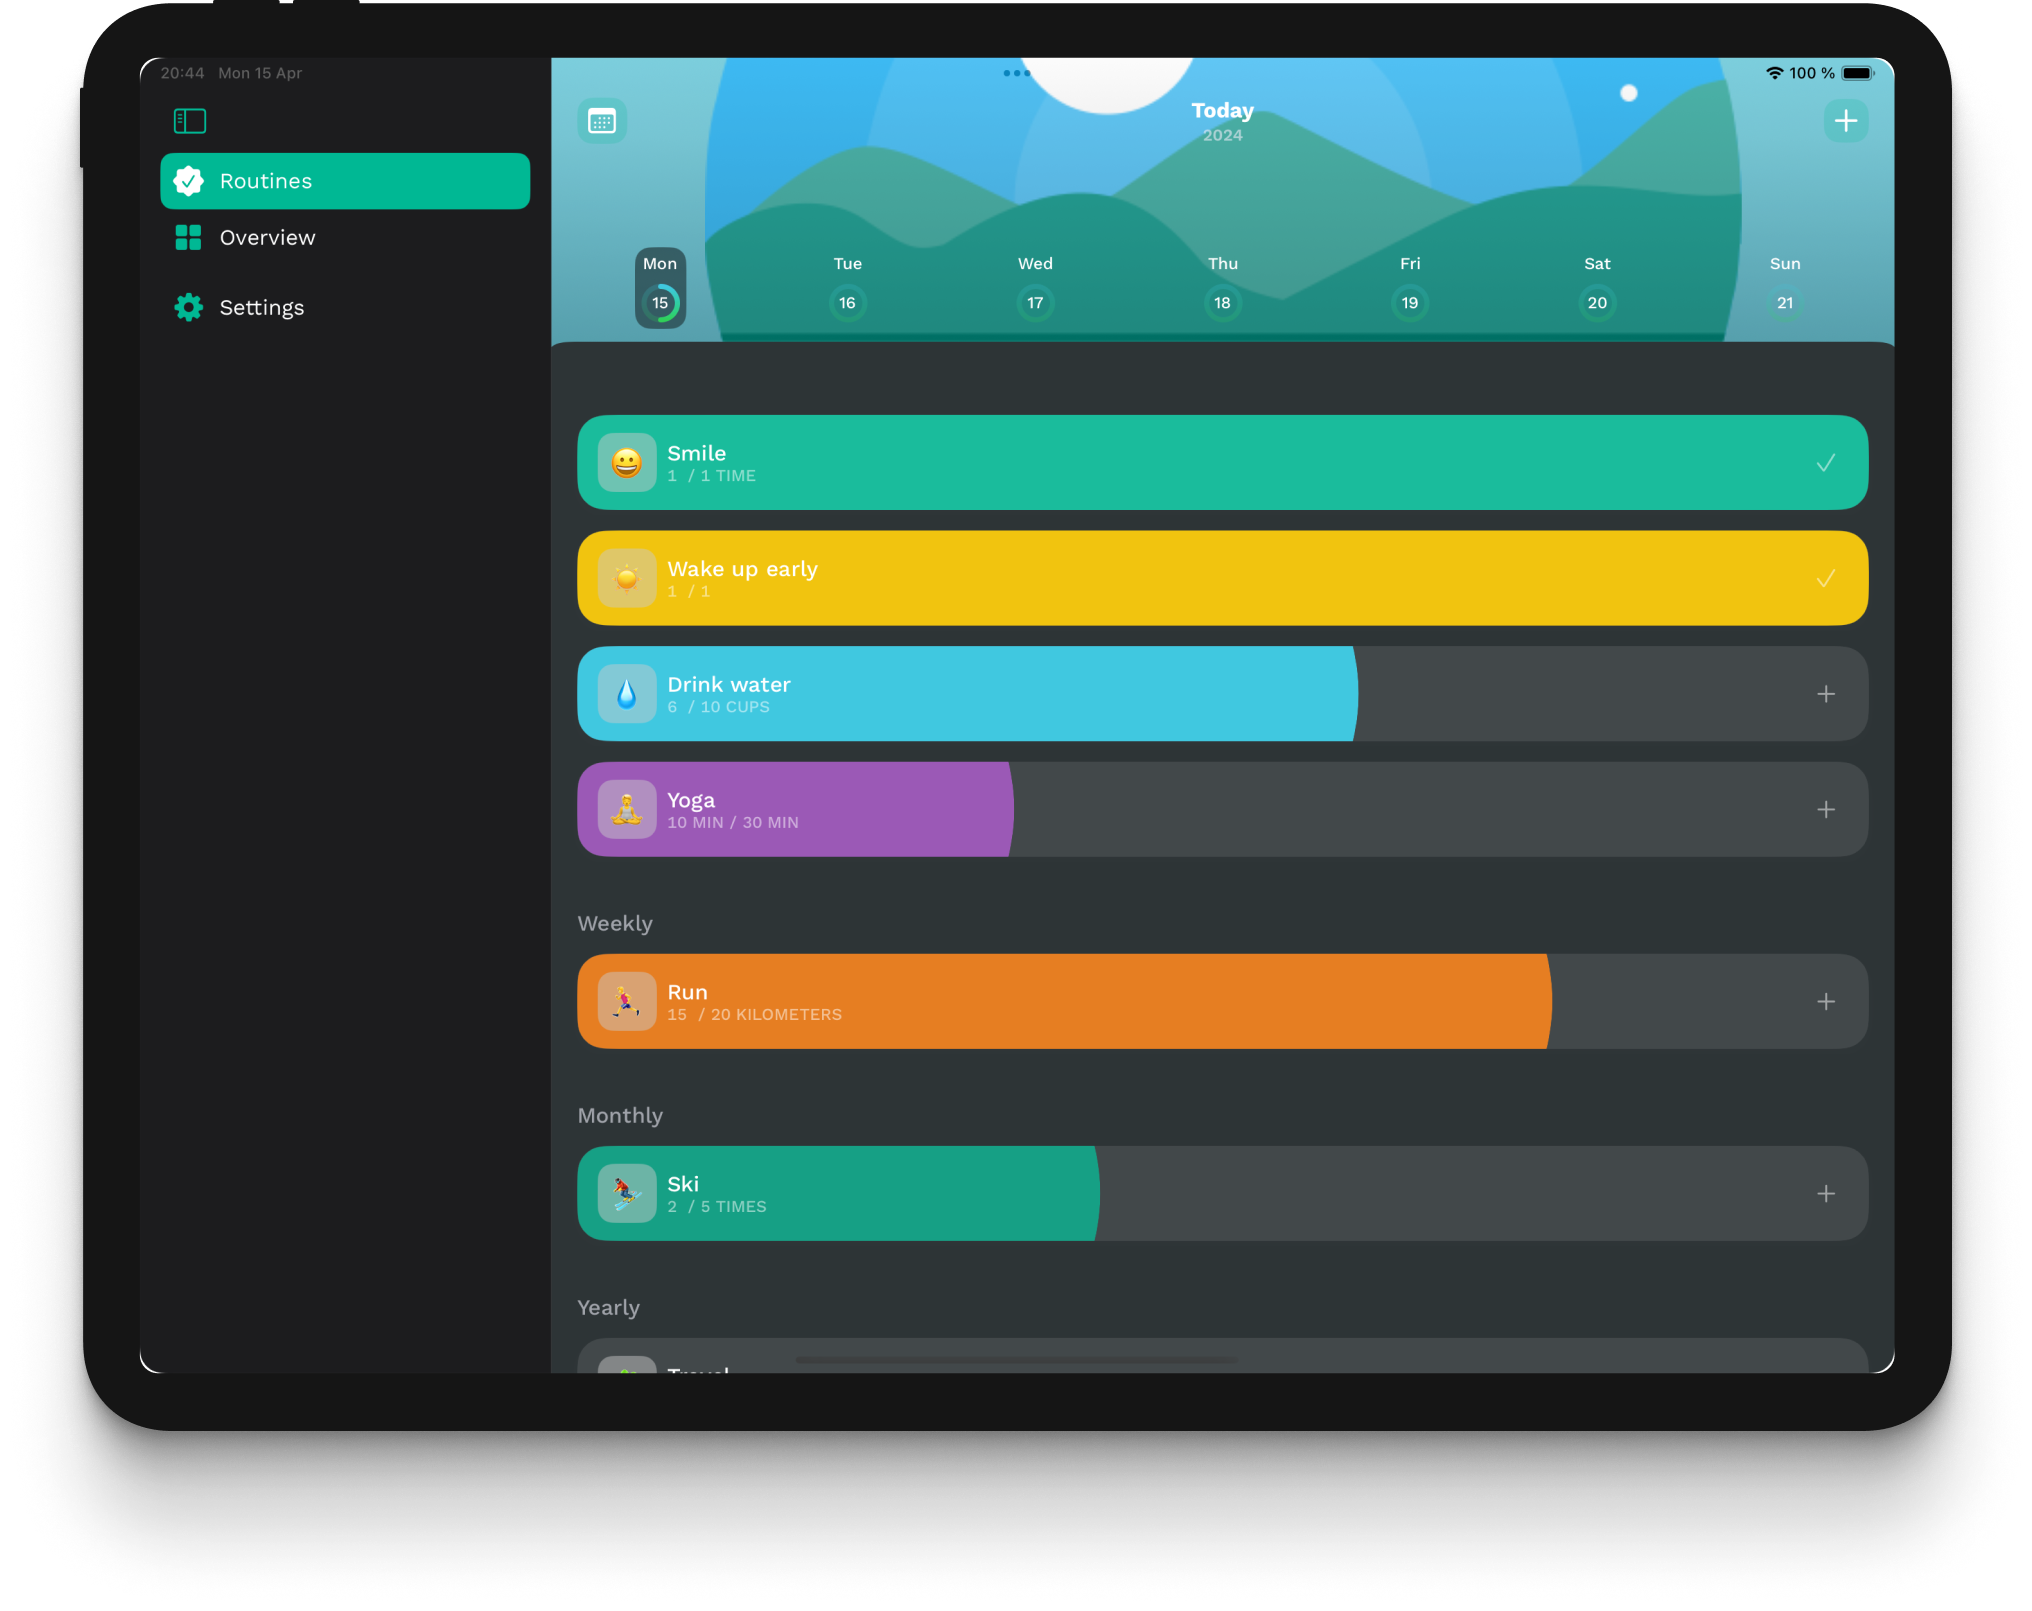 20:44 Mon 15 Apr
100 %
Routines
Overview
Settings
Today
2024
Mon Tue Wed Thu Fri Sat Sun
15 16 17 18 19 20 21
Smile
1 / 1 TIME
Wake up early
1 / 1
Drink water
6 / 10 CUPS
Yoga
10 MIN / 30 MIN
Weekly
Run
15 / 20 KILOMETERS
Monthly
Ski
2 / 5 TIMES
Yearly
Travel